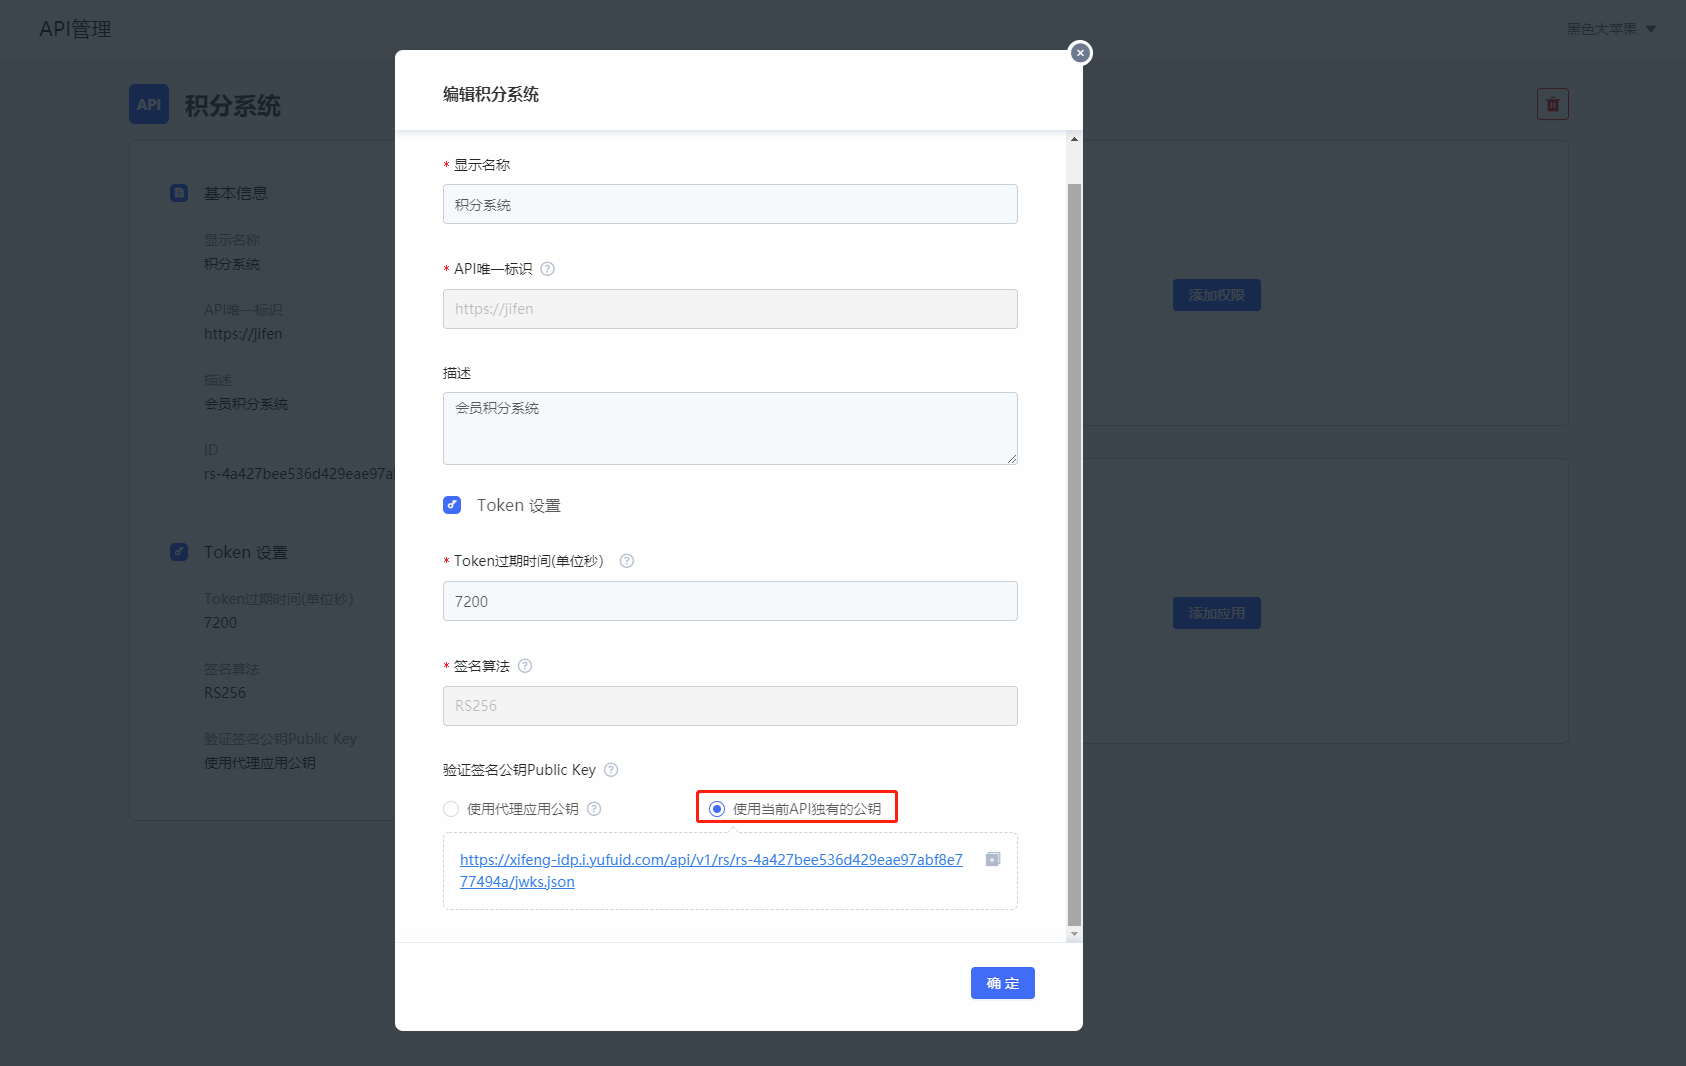 API管理
黑色大苹果
API 积分系统
基本信息
显示名称
积分系统
API唯一标识
https://jifen
描述
会员积分系统
ID
rs-4a427bee536d429eae97a
Token 设置
Token过期时间(单位秒)
7200
签名算法
RS256
验证签名公钥Public Key
使用代理应用公钥
添加权限
添加应用
编辑积分系统
* 显示名称
积分系统
* API唯一标识 ?
https://jifen
描述
会员积分系统
Token 设置
* Token过期时间(单位秒) ?
7200
* 签名算法 ?
RS256
验证签名公钥Public Key ?
使用代理应用公钥 ?
使用当前API独有的公钥
https://xifeng-idp.i.yufuid.com/api/v1/rs/rs-4a427bee536d429eae97abf8e7
77494a/jwks.json
确 定